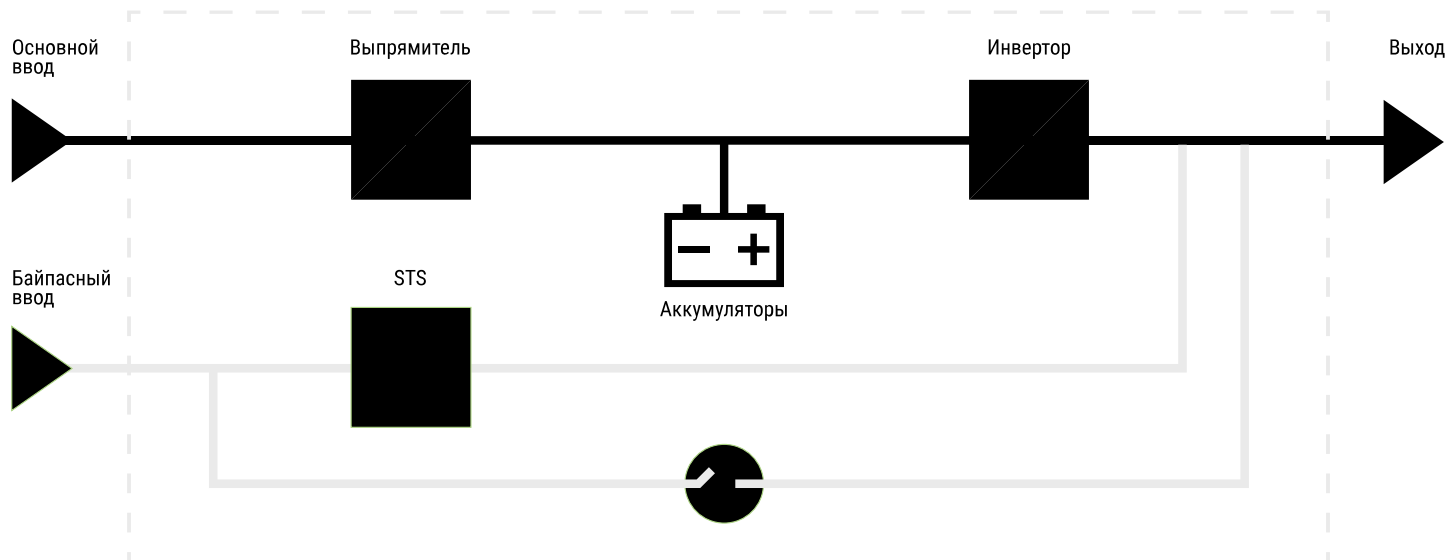 Основной
ввод
Выпрямитель
Инвертор
Выход
Байпасный
ввод
STS
Аккумуляторы